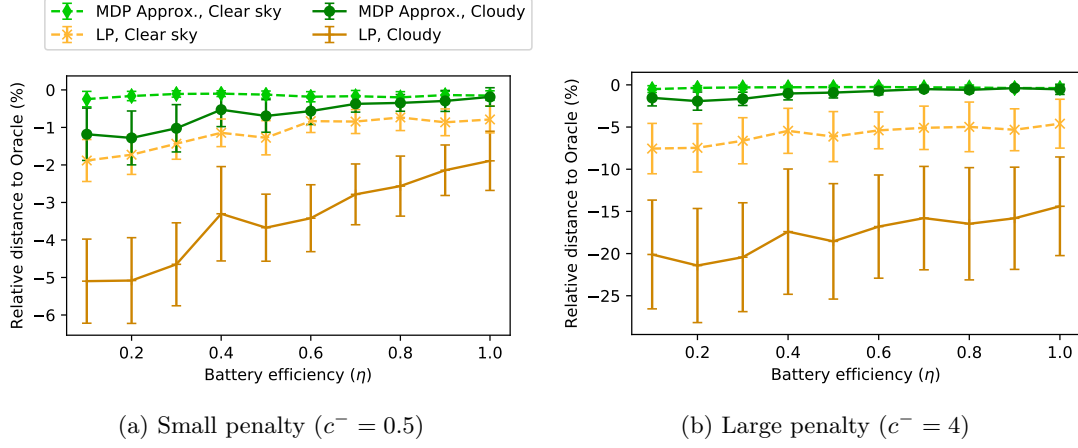 MDP Approx., Clear sky
MDP Approx., Cloudy
LP, Clear sky
LP, Cloudy
Relative distance to Oracle (%)
0
−1
−2
−3
−4
−5
−6
0.2 0.4 0.6 0.8 1.0
Battery efficiency (η)
(a) Small penalty (c⁻ = 0.5)
Relative distance to Oracle (%)
0
−5
−10
−15
−20
−25
0.2 0.4 0.6 0.8 1.0
Battery efficiency (η)
(b) Large penalty (c⁻ = 4)